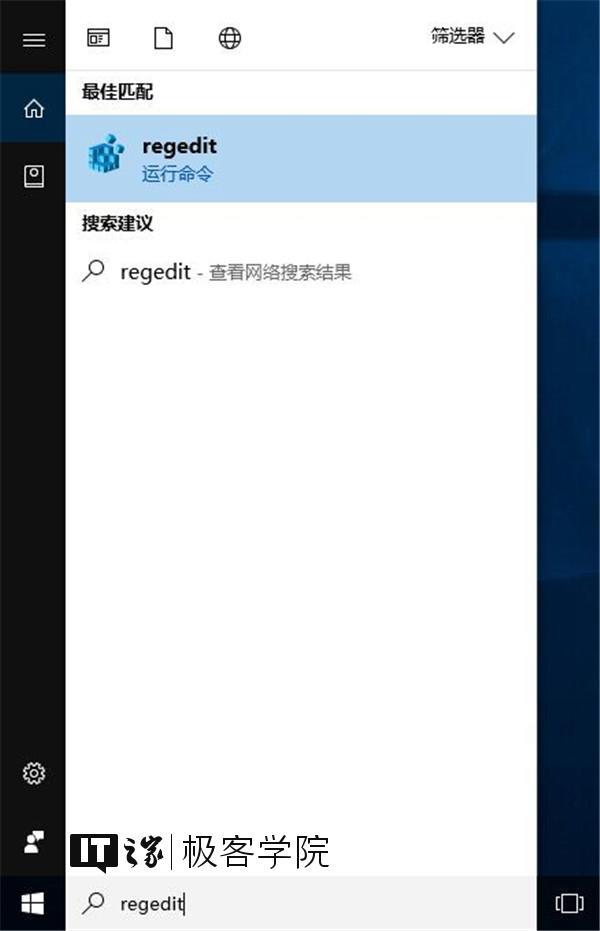 筛选器
最佳匹配
regedit
运行命令
搜索建议
regedit - 查看网络搜索结果
IT之家 极客学院
regedit